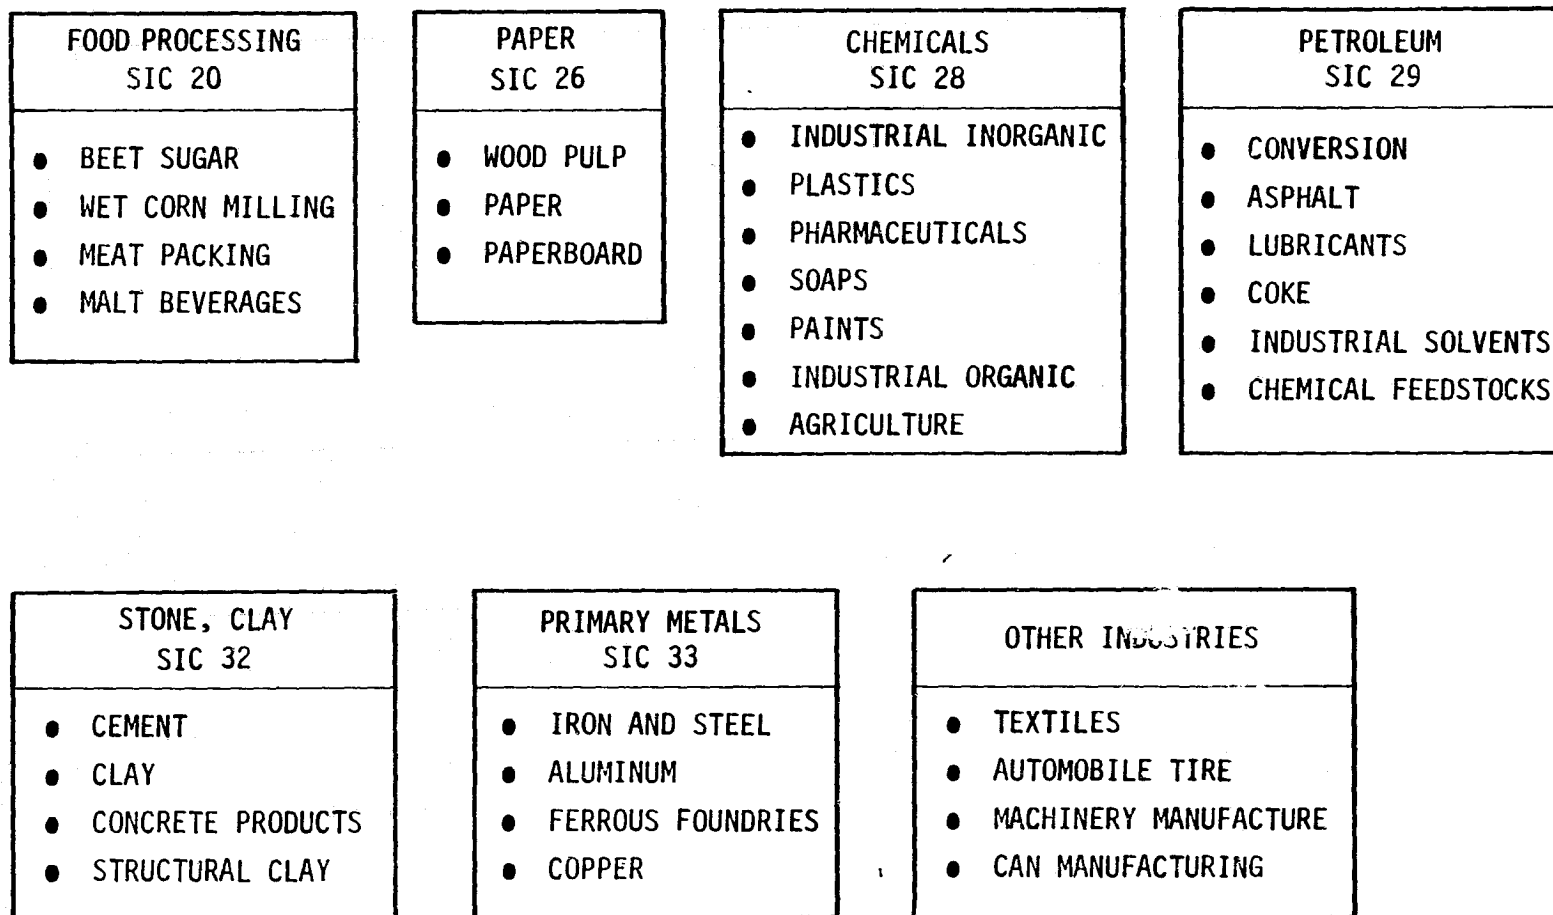 FOOD PROCESSING
SIC 20
● BEET SUGAR
● WET CORN MILLING
● MEAT PACKING
● MALT BEVERAGES
PAPER
SIC 26
● WOOD PULP
● PAPER
● PAPERBOARD
CHEMICALS
SIC 28
● INDUSTRIAL INORGANIC
● PLASTICS
● PHARMACEUTICALS
● SOAPS
● PAINTS
● INDUSTRIAL ORGANIC
● AGRICULTURE
PETROLEUM
SIC 29
● CONVERSION
● ASPHALT
● LUBRICANTS
● COKE
● INDUSTRIAL SOLVENTS
● CHEMICAL FEEDSTOCKS
STONE, CLAY
SIC 32
● CEMENT
● CLAY
● CONCRETE PRODUCTS
● STRUCTURAL CLAY
PRIMARY METALS
SIC 33
● IRON AND STEEL
● ALUMINUM
● FERROUS FOUNDRIES
● COPPER
OTHER INDUSTRIES
● TEXTILES
● AUTOMOBILE TIRE
● MACHINERY MANUFACTURE
● CAN MANUFACTURING